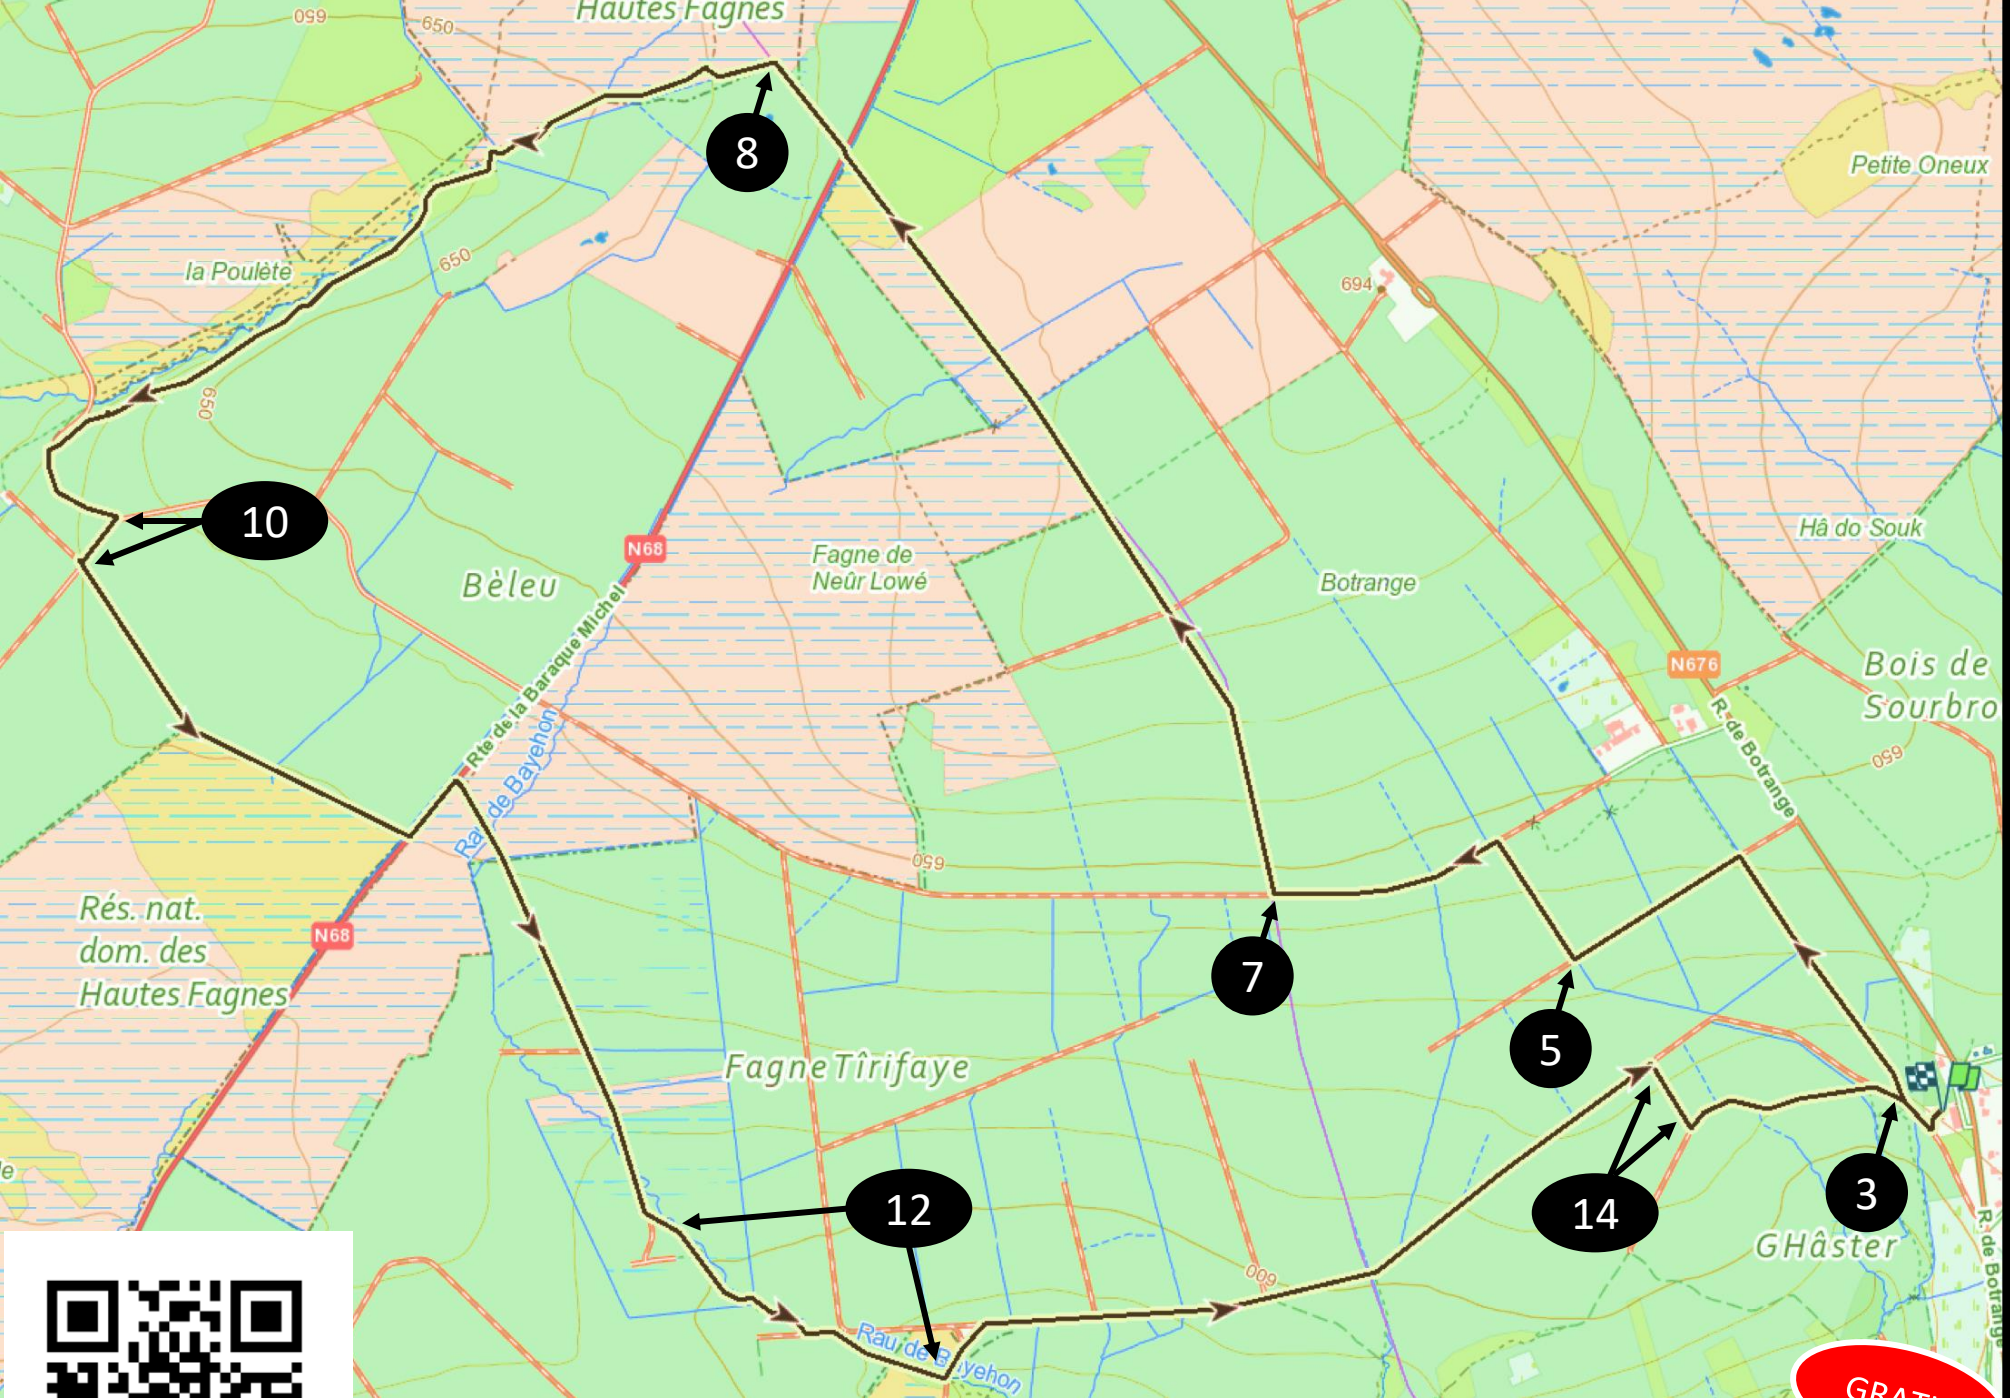 Hautes Fagnes
650
650
8
Petite Oneux
la Poulète
650
694
650
10
N68
Fagne de
Neûr Lowé
Bèleu
Botrange
Hâ do Souk
Rte de la Baraque Michel
N676
Bois de
Sourbro
R. de Botrange
650
Rau de Bayehon
650
Rés. nat.
dom. des
Hautes Fagnes
N68
7
5
Fagne Tîrifaye
3
14
12
GHâster
R. de Botrange
600
Rau de Bayehon
GRATI